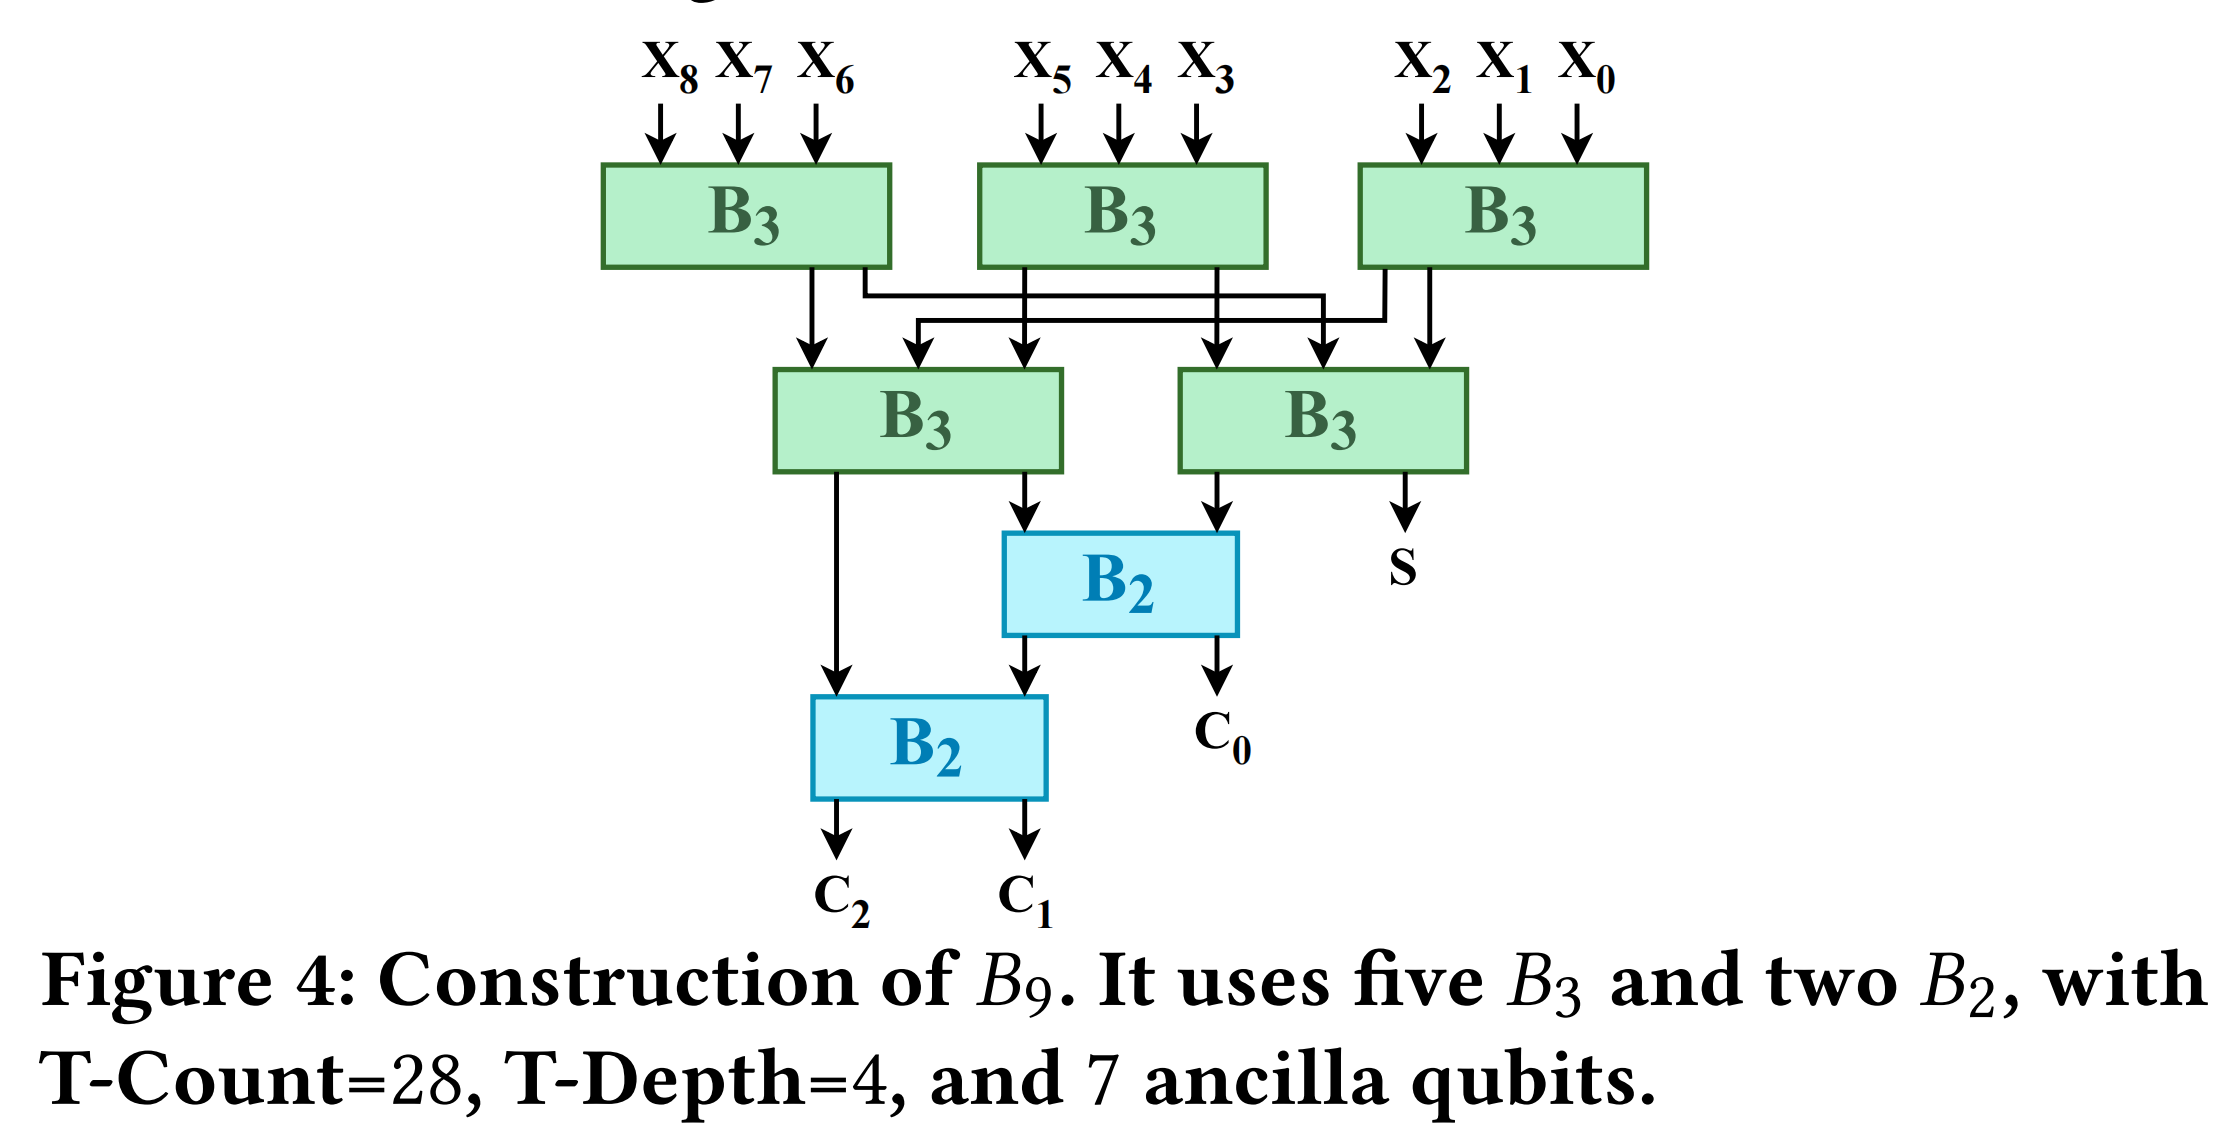 X₈ X₇ X₆ X₅ X₄ X₃ X₂ X₁ X₀
B₃ B₃ B₃
B₃ B₃
B₂ S
B₂ C₀
C₂ C₁
Figure 4: Construction of B₉. It uses five B₃ and two B₂, with
T-Count=28, T-Depth=4, and 7 ancilla qubits.